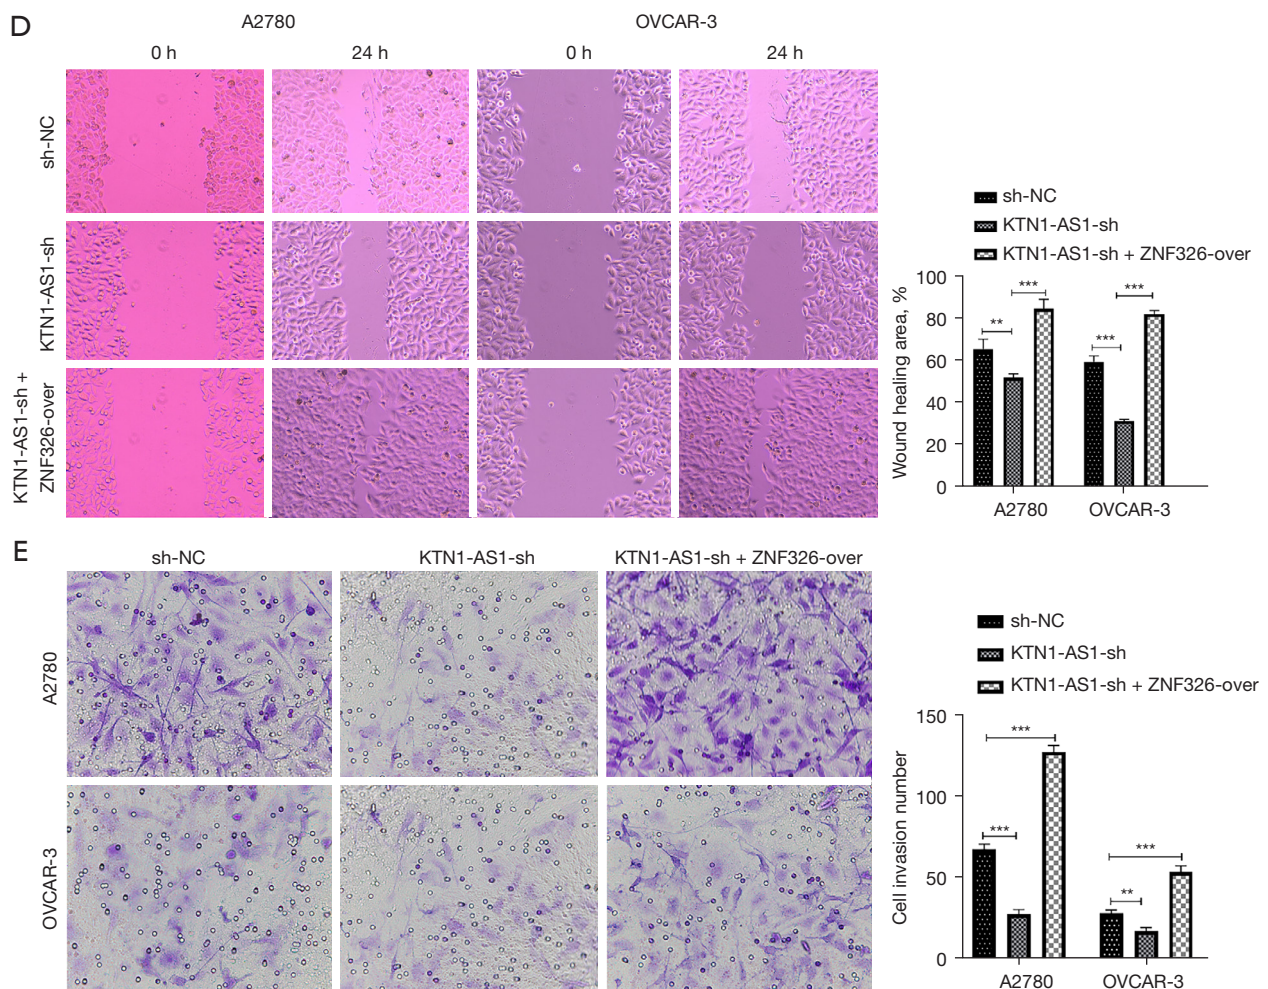 D
A2780
OVCAR-3
0 h
24 h
0 h
24 h
sh-NC
KTN1-AS1-sh
KTN1-AS1-sh +
ZNF326-over
sh-NC
KTN1-AS1-sh
KTN1-AS1-sh + ZNF326-over
Wound healing area, %
100
80
60
40
20
0
**
***
***
***
A2780
OVCAR-3
E
sh-NC
KTN1-AS1-sh
KTN1-AS1-sh + ZNF326-over
A2780
OVCAR-3
sh-NC
KTN1-AS1-sh
KTN1-AS1-sh + ZNF326-over
Cell invasion number
150
100
50
0
***
***
***
**
A2780
OVCAR-3